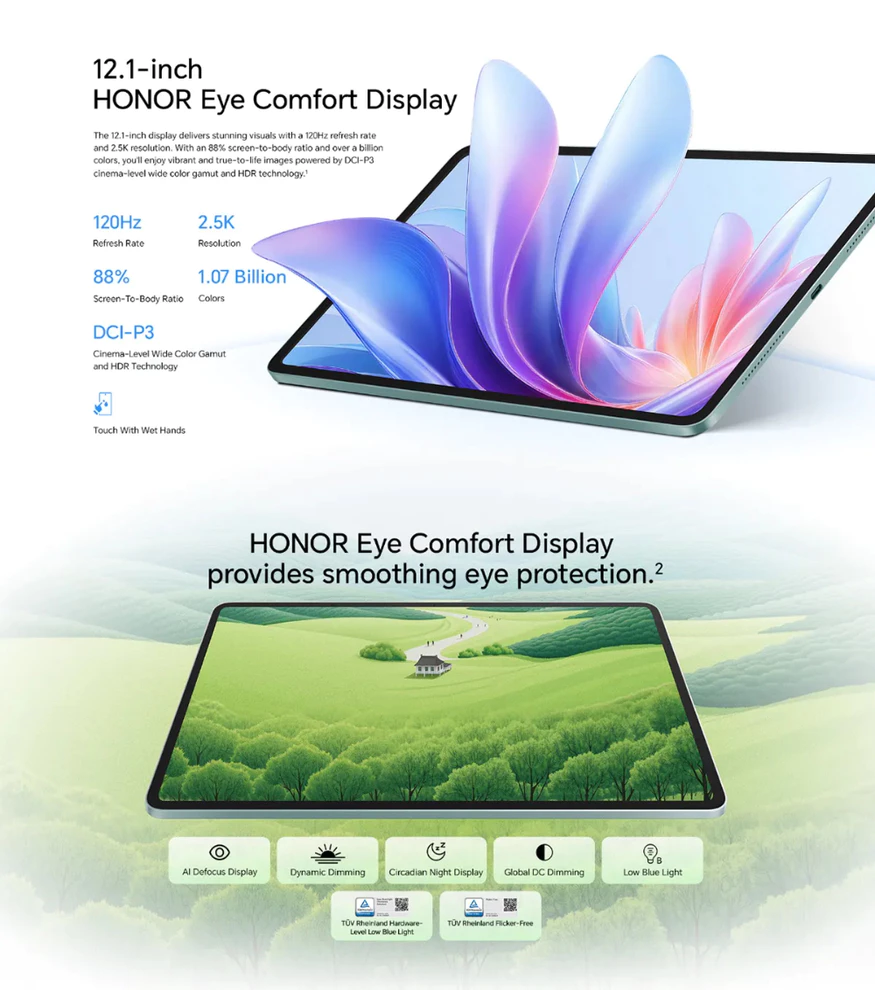 12.1-inch
HONOR Eye Comfort Display
The 12.1-inch display delivers stunning visuals with a 120Hz refresh rate
and 2.5K resolution. With an 88% screen-to-body ratio and over a billion
colors, you'll enjoy vibrant and true-to-life images powered by DCI-P3
cinema-level wide color gamut and HDR technology.¹
120Hz
Refresh Rate
2.5K
Resolution
88%
Screen-To-Body Ratio
1.07 Billion
Colors
DCI-P3
Cinema-Level Wide Color Gamut
and HDR Technology
Touch With Wet Hands
HONOR Eye Comfort Display
provides smoothing eye protection.²
AI Defocus Display
Dynamic Dimming
Circadian Night Display
Global DC Dimming
B
Low Blue Light
TÜV Rheinland Hardware-
Level Low Blue Light
TÜV Rheinland Flicker-Free